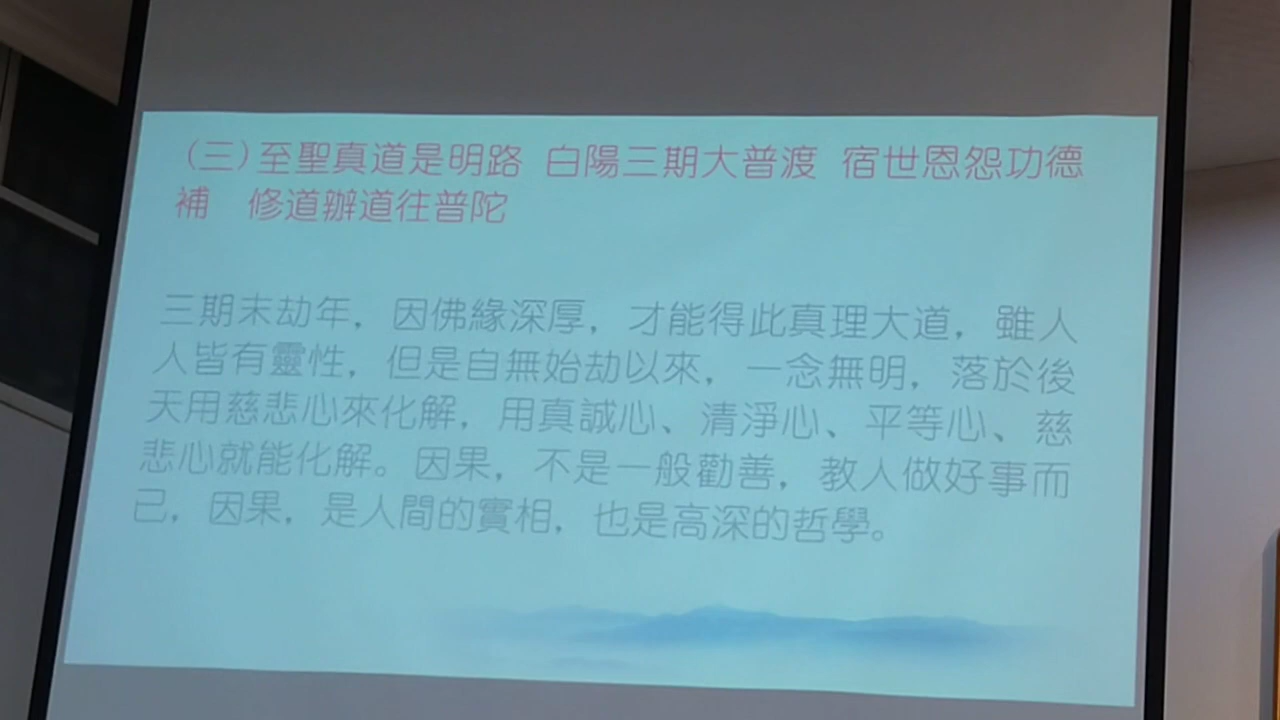 (三)至聖真道是明路 白陽三期大普渡 宿世恩怨功德
補 修道辦道往普陀
三期末劫年，因佛緣深厚，才能得此真理大道，雖人
人皆有靈性，但是自無始劫以來，一念無明，落於後
天用慈悲心來化解，用真誠心、清淨心、平等心、慈
悲心就能化解。因果，不是一般勸善，教人做好事而
已，因果，是人間的實相，也是高深的哲學。